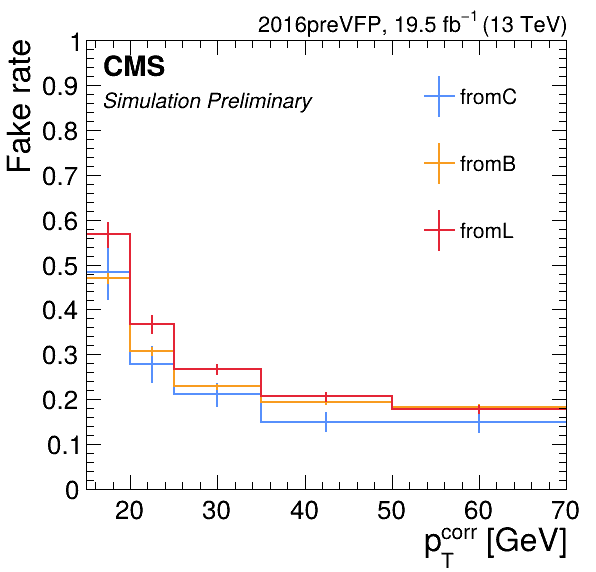 2016preVFP, 19.5 fb⁻¹ (13 TeV)
CMS
Simulation Preliminary
fromC
fromB
fromL
Fake rate
1
0.9
0.8
0.7
0.6
0.5
0.4
0.3
0.2
0.1
0
20 30 40 50 60 70
p_T^corr [GeV]